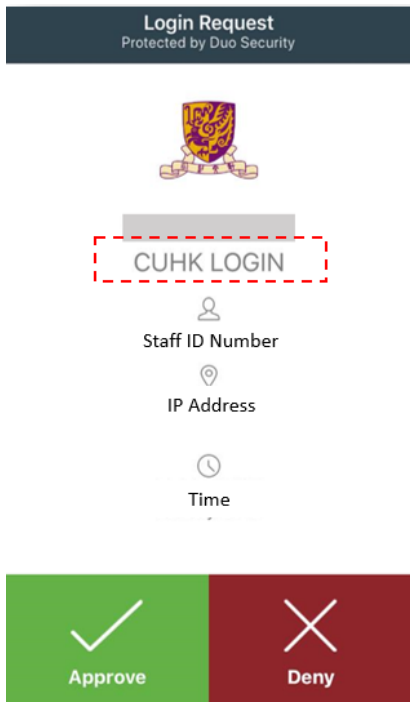 Login Request
Protected by Duo Security
CUHK LOGIN
Staff ID Number
IP Address
Time
Approve
Deny